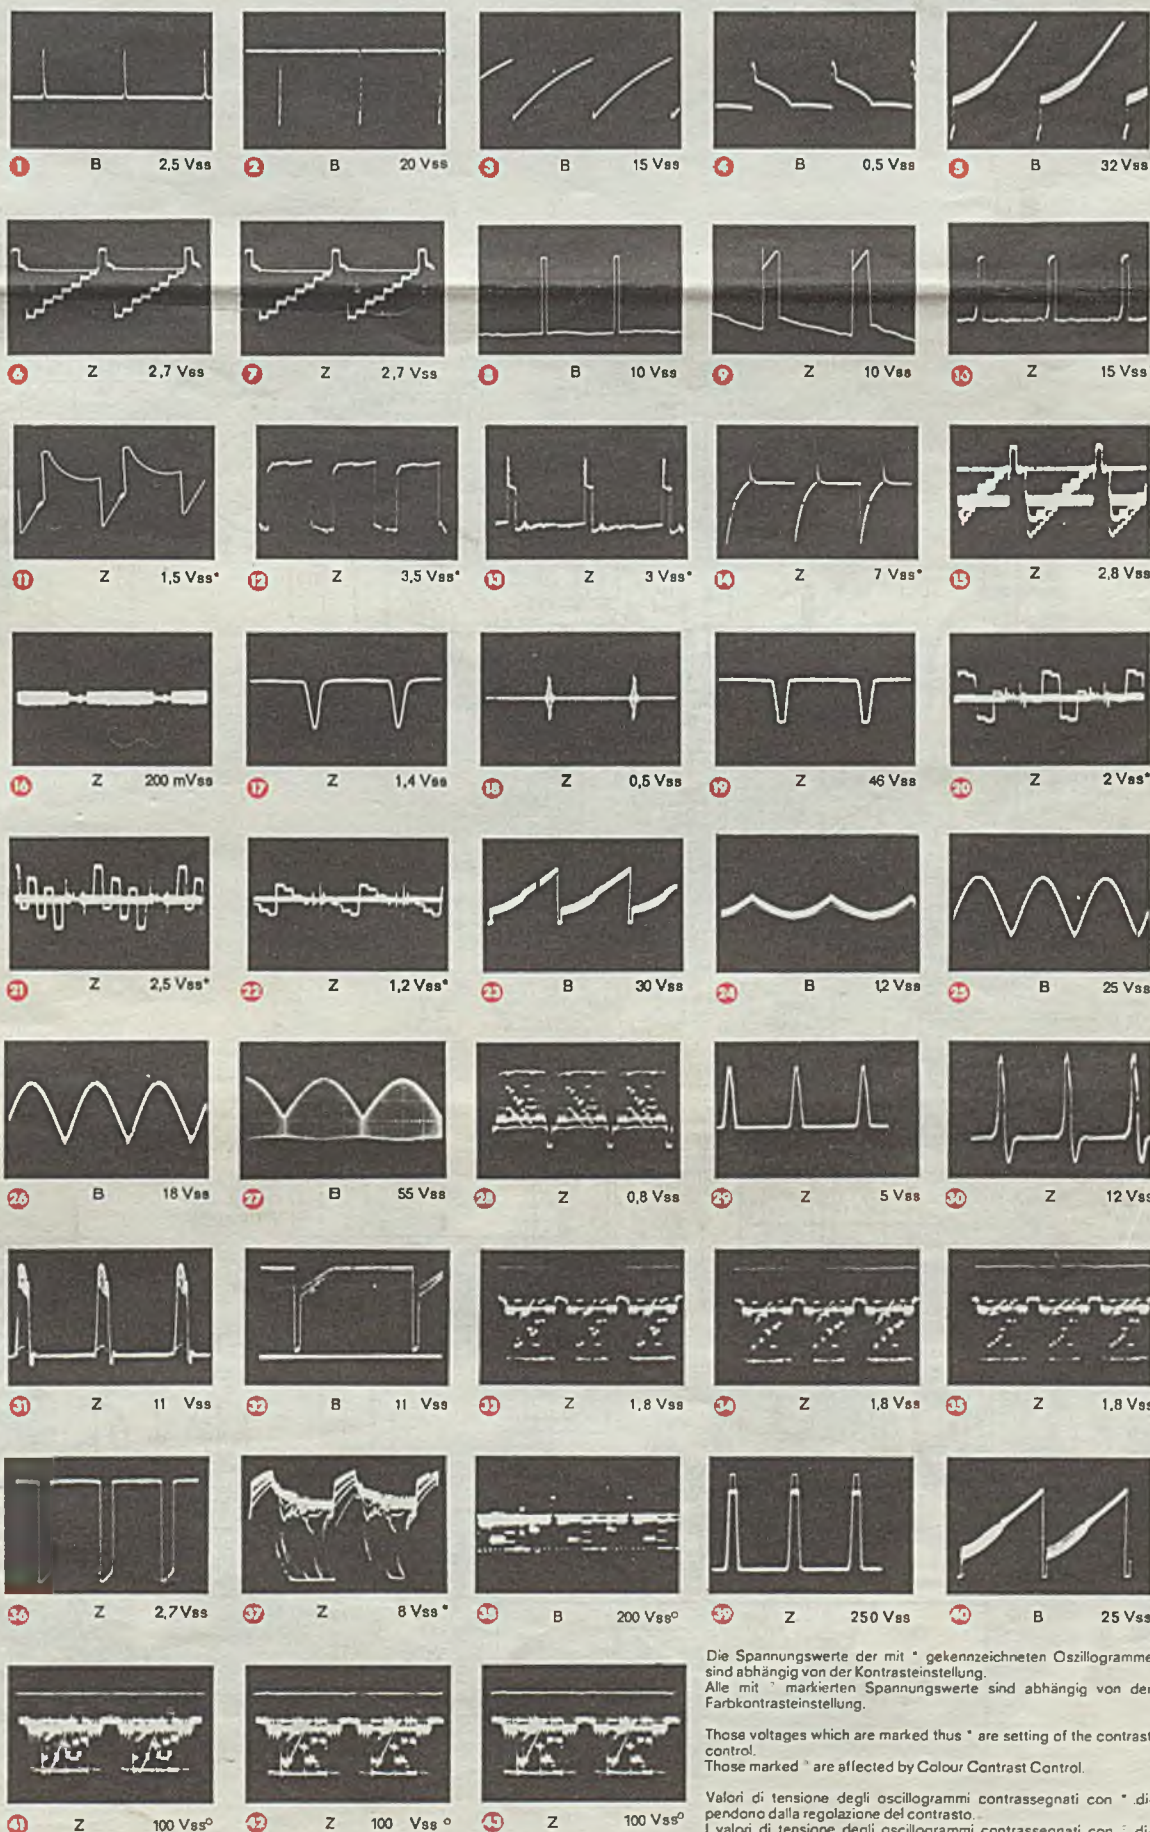 1 B 2,5 Vss
2 B 20 Vss
3 B 15 Vss
4 B 0,5 Vss
5 B 32 Vss
6 Z 2,7 Vss
7 Z 2,7 Vss
8 B 10 Vss
9 Z 10 Vss
10 Z 15 Vss
11 Z 1,5 Vss*
12 Z 3,5 Vss*
13 Z 3 Vss*
14 Z 7 Vss*
15 Z 2,8 Vss
16 Z 200 mVss
17 Z 1,4 Vss
18 Z 0,5 Vss
19 Z 46 Vss
20 Z 2 Vss*
21 Z 2,5 Vss*
22 Z 1,2 Vss*
23 B 30 Vss
24 B 1,2 Vss
25 B 25 Vss
26 B 18 Vss
27 B 55 Vss
28 Z 0,8 Vss
29 Z 5 Vss
30 Z 12 Vss
31 Z 11 Vss
32 B 11 Vss
33 Z 1,8 Vss
34 Z 1,8 Vss
35 Z 1,8 Vss
36 Z 2,7 Vss
37 Z 8 Vss*
38 B 200 Vss°
39 Z 250 Vss
40 B 25 Vss
41 Z 100 Vss°
42 Z 100 Vss°
43 Z 100 Vss°
Die Spannungswerte der mit * gekennzeichneten Oszillogramme
sind abhängig von der Kontrasteinstellung.
Alle mit ° markierten Spannungswerte sind abhängig von der
Farbkontrasteinstellung.
Those voltages which are marked thus * are setting of the contrast
control.
Those marked ° are affected by Colour Contrast Control.
Valori di tensione degli oscillogrammi contrassegnati con * di-
pendono dalla regolazione del contrasto.
I valori di tensione degli oscillogrammi contrassegnati con ° di-